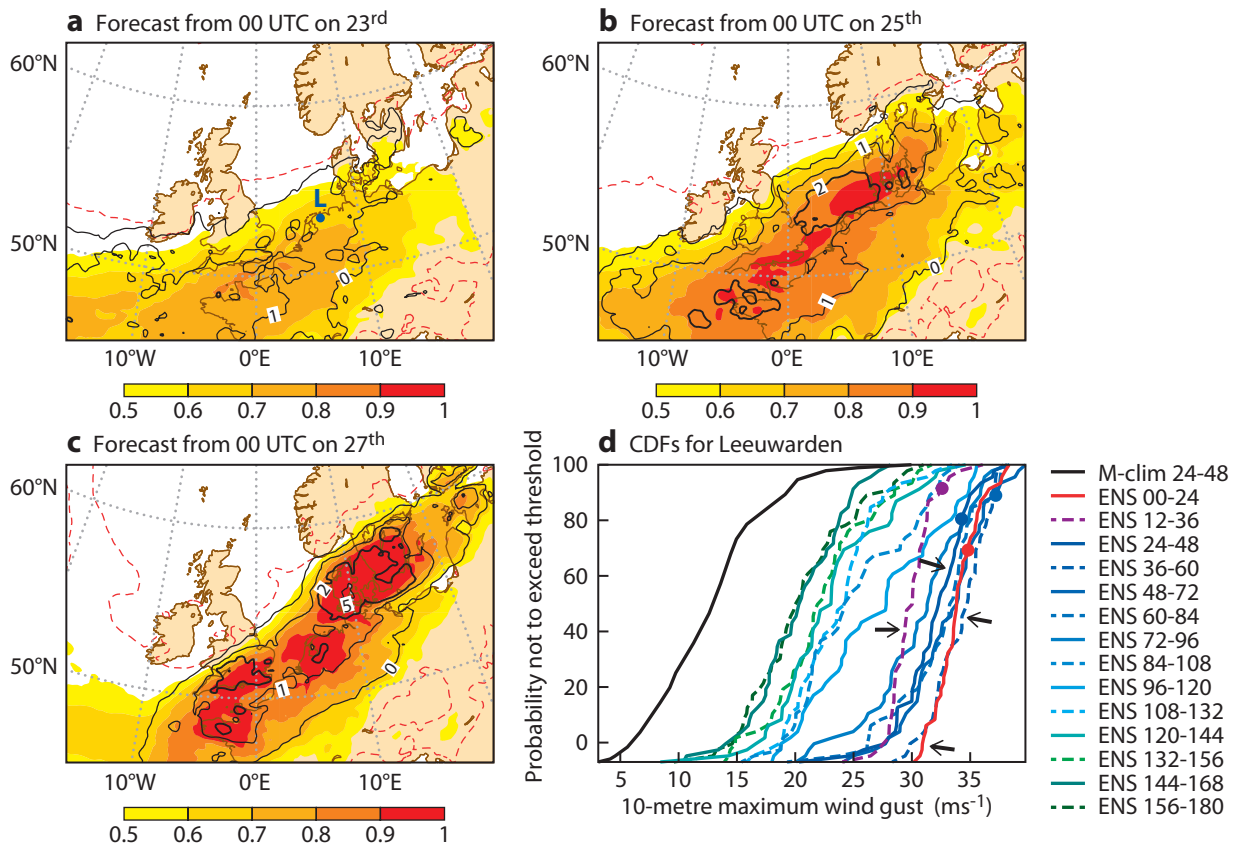 a Forecast from 00 UTC on 23rd
60°N
50°N
L
0
1
10°W 0°E 10°E
0.5 0.6 0.7 0.8 0.9 1
b Forecast from 00 UTC on 25th
60°N
50°N
1
2
0
1
10°W 0°E 10°E
0.5 0.6 0.7 0.8 0.9 1
c Forecast from 00 UTC on 27th
60°N
50°N
2
5
0
1
10°W 0°E 10°E
0.5 0.6 0.7 0.8 0.9 1
d CDFs for Leeuwarden
Probability not to exceed threshold
100
80
60
40
20
0
5 10 15 20 25 30 35
10-metre maximum wind gust (ms-1)
M-clim 24-48
ENS 00-24
ENS 12-36
ENS 24-48
ENS 36-60
ENS 48-72
ENS 60-84
ENS 72-96
ENS 84-108
ENS 96-120
ENS 108-132
ENS 120-144
ENS 132-156
ENS 144-168
ENS 156-180